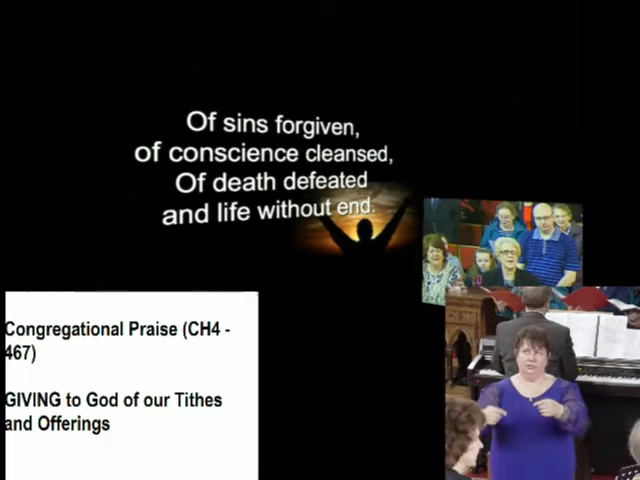 Of sins forgiven,
of conscience cleansed,
Of death defeated
and life without end.
Congregational Praise (CH4 -
467)
GIVING to God of our Tithes
and Offerings